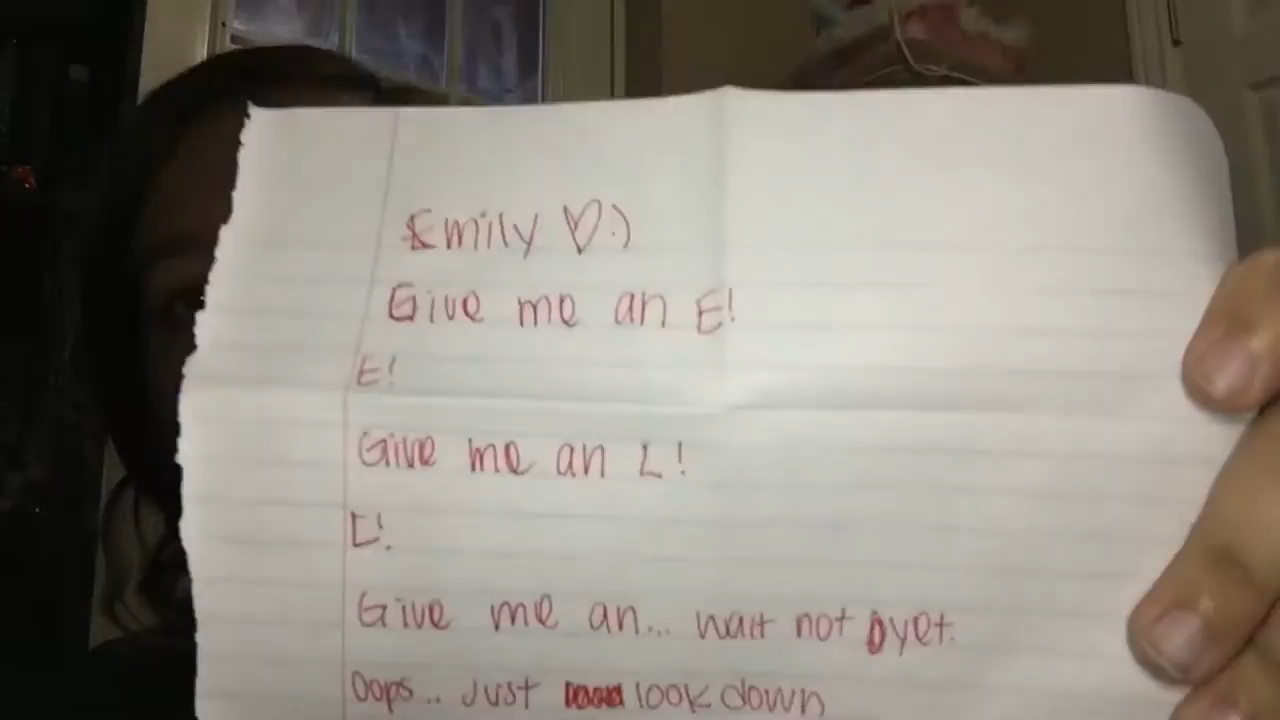 Emily ♡:)
Give me an E!
E!
Give me an L!
L!
Give me an... wait not yet.
Oops.. Just look down